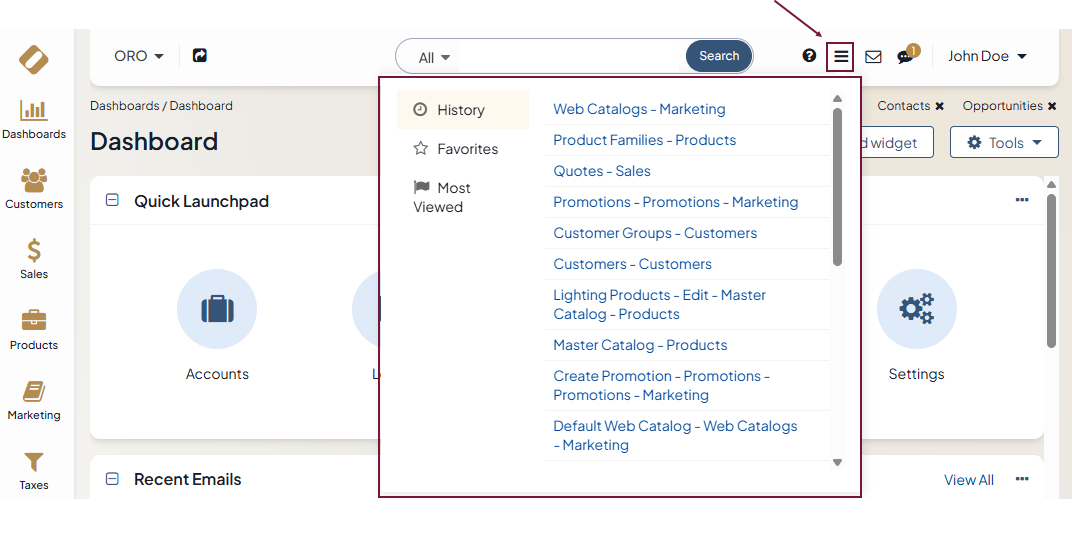 ORO
All
Search
1
John Doe
Dashboards
Customers
Sales
Products
Marketing
Taxes
Dashboards / Dashboard
Contacts ✖
Opportunities ✖
Dashboard
d widget
Tools
History
Favorites
Most
Viewed
Web Catalogs - Marketing
Product Families - Products
Quotes - Sales
Promotions - Promotions - Marketing
Customer Groups - Customers
Customers - Customers
Lighting Products - Edit - Master
Catalog - Products
Master Catalog - Products
Create Promotion - Promotions -
Promotions - Marketing
Default Web Catalog - Web Catalogs
- Marketing
Quick Launchpad
Accounts
L
Settings
Recent Emails
View All